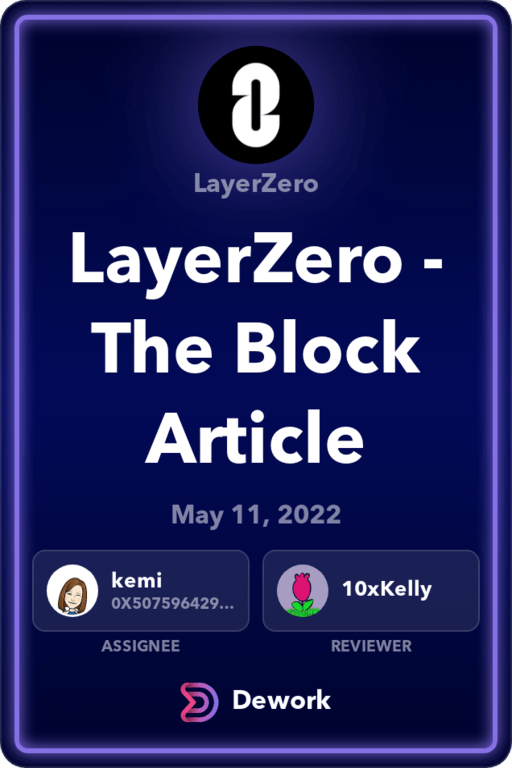 LayerZero
LayerZero -
The Block
Article
May 11, 2022
kemi
0X507596429...
10xKelly
ASSIGNEE
REVIEWER
Dework